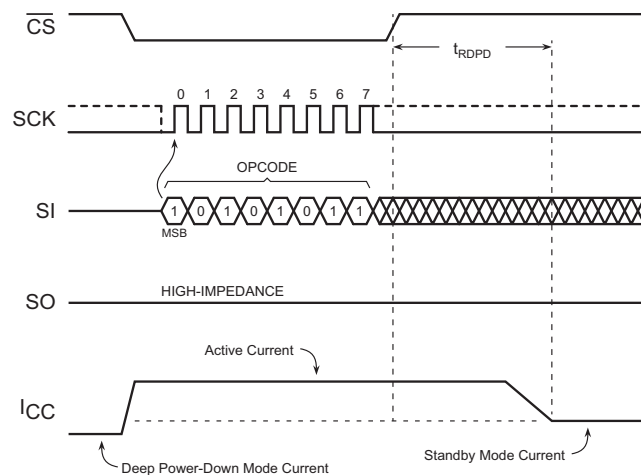 CS
tRDPD
0 1 2 3 4 5 6 7
SCK
OPCODE
SI
1 0 1 0 1 0 1 1
MSB
SO
HIGH-IMPEDANCE
Active Current
ICC
Standby Mode Current
Deep Power-Down Mode Current